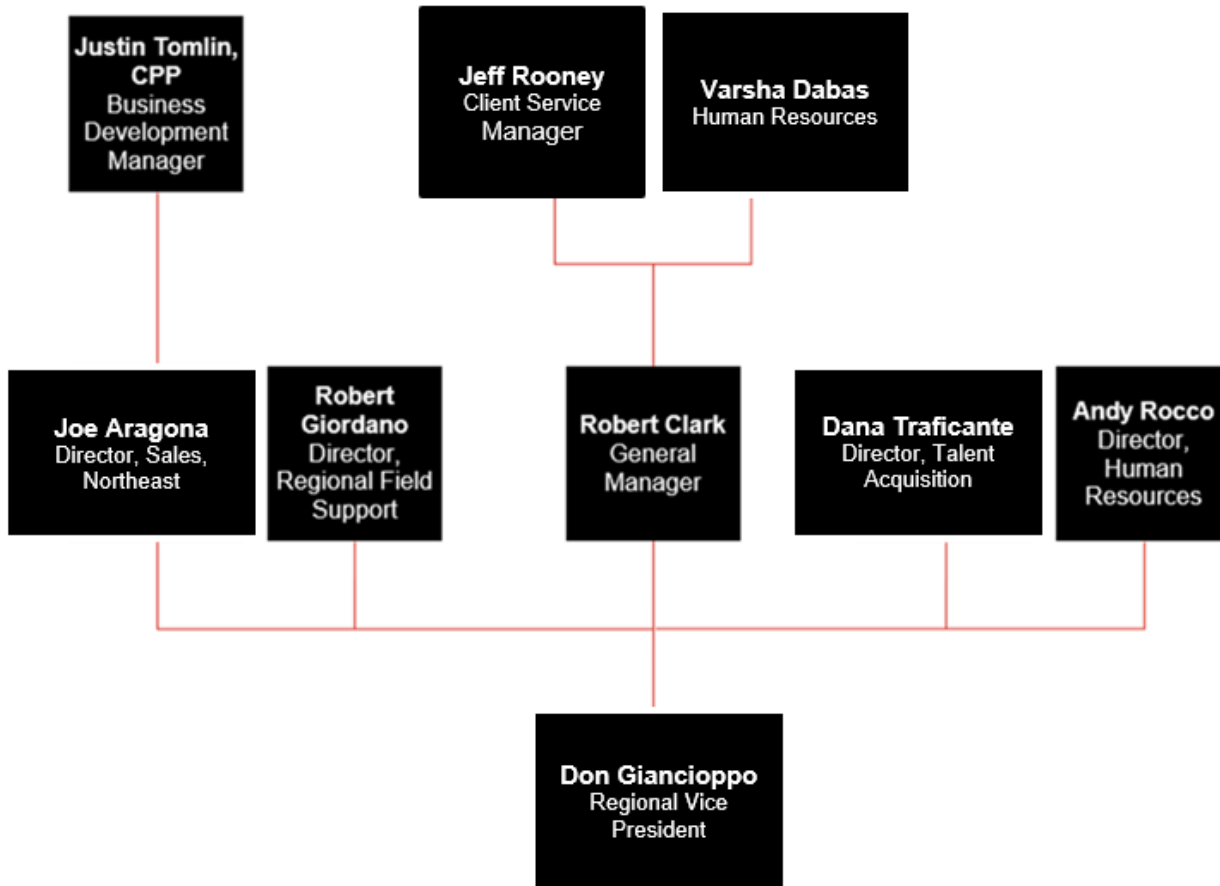 Justin Tomlin,
CPP
Business
Development
Manager
Jeff Rooney
Client Service
Manager
Varsha Dabas
Human Resources
Joe Aragona
Director, Sales,
Northeast
Robert
Giordano
Director,
Regional Field
Support
Robert Clark
General
Manager
Dana Traficante
Director, Talent
Acquisition
Andy Rocco
Director,
Human
Resources
Don Giancioppo
Regional Vice
President